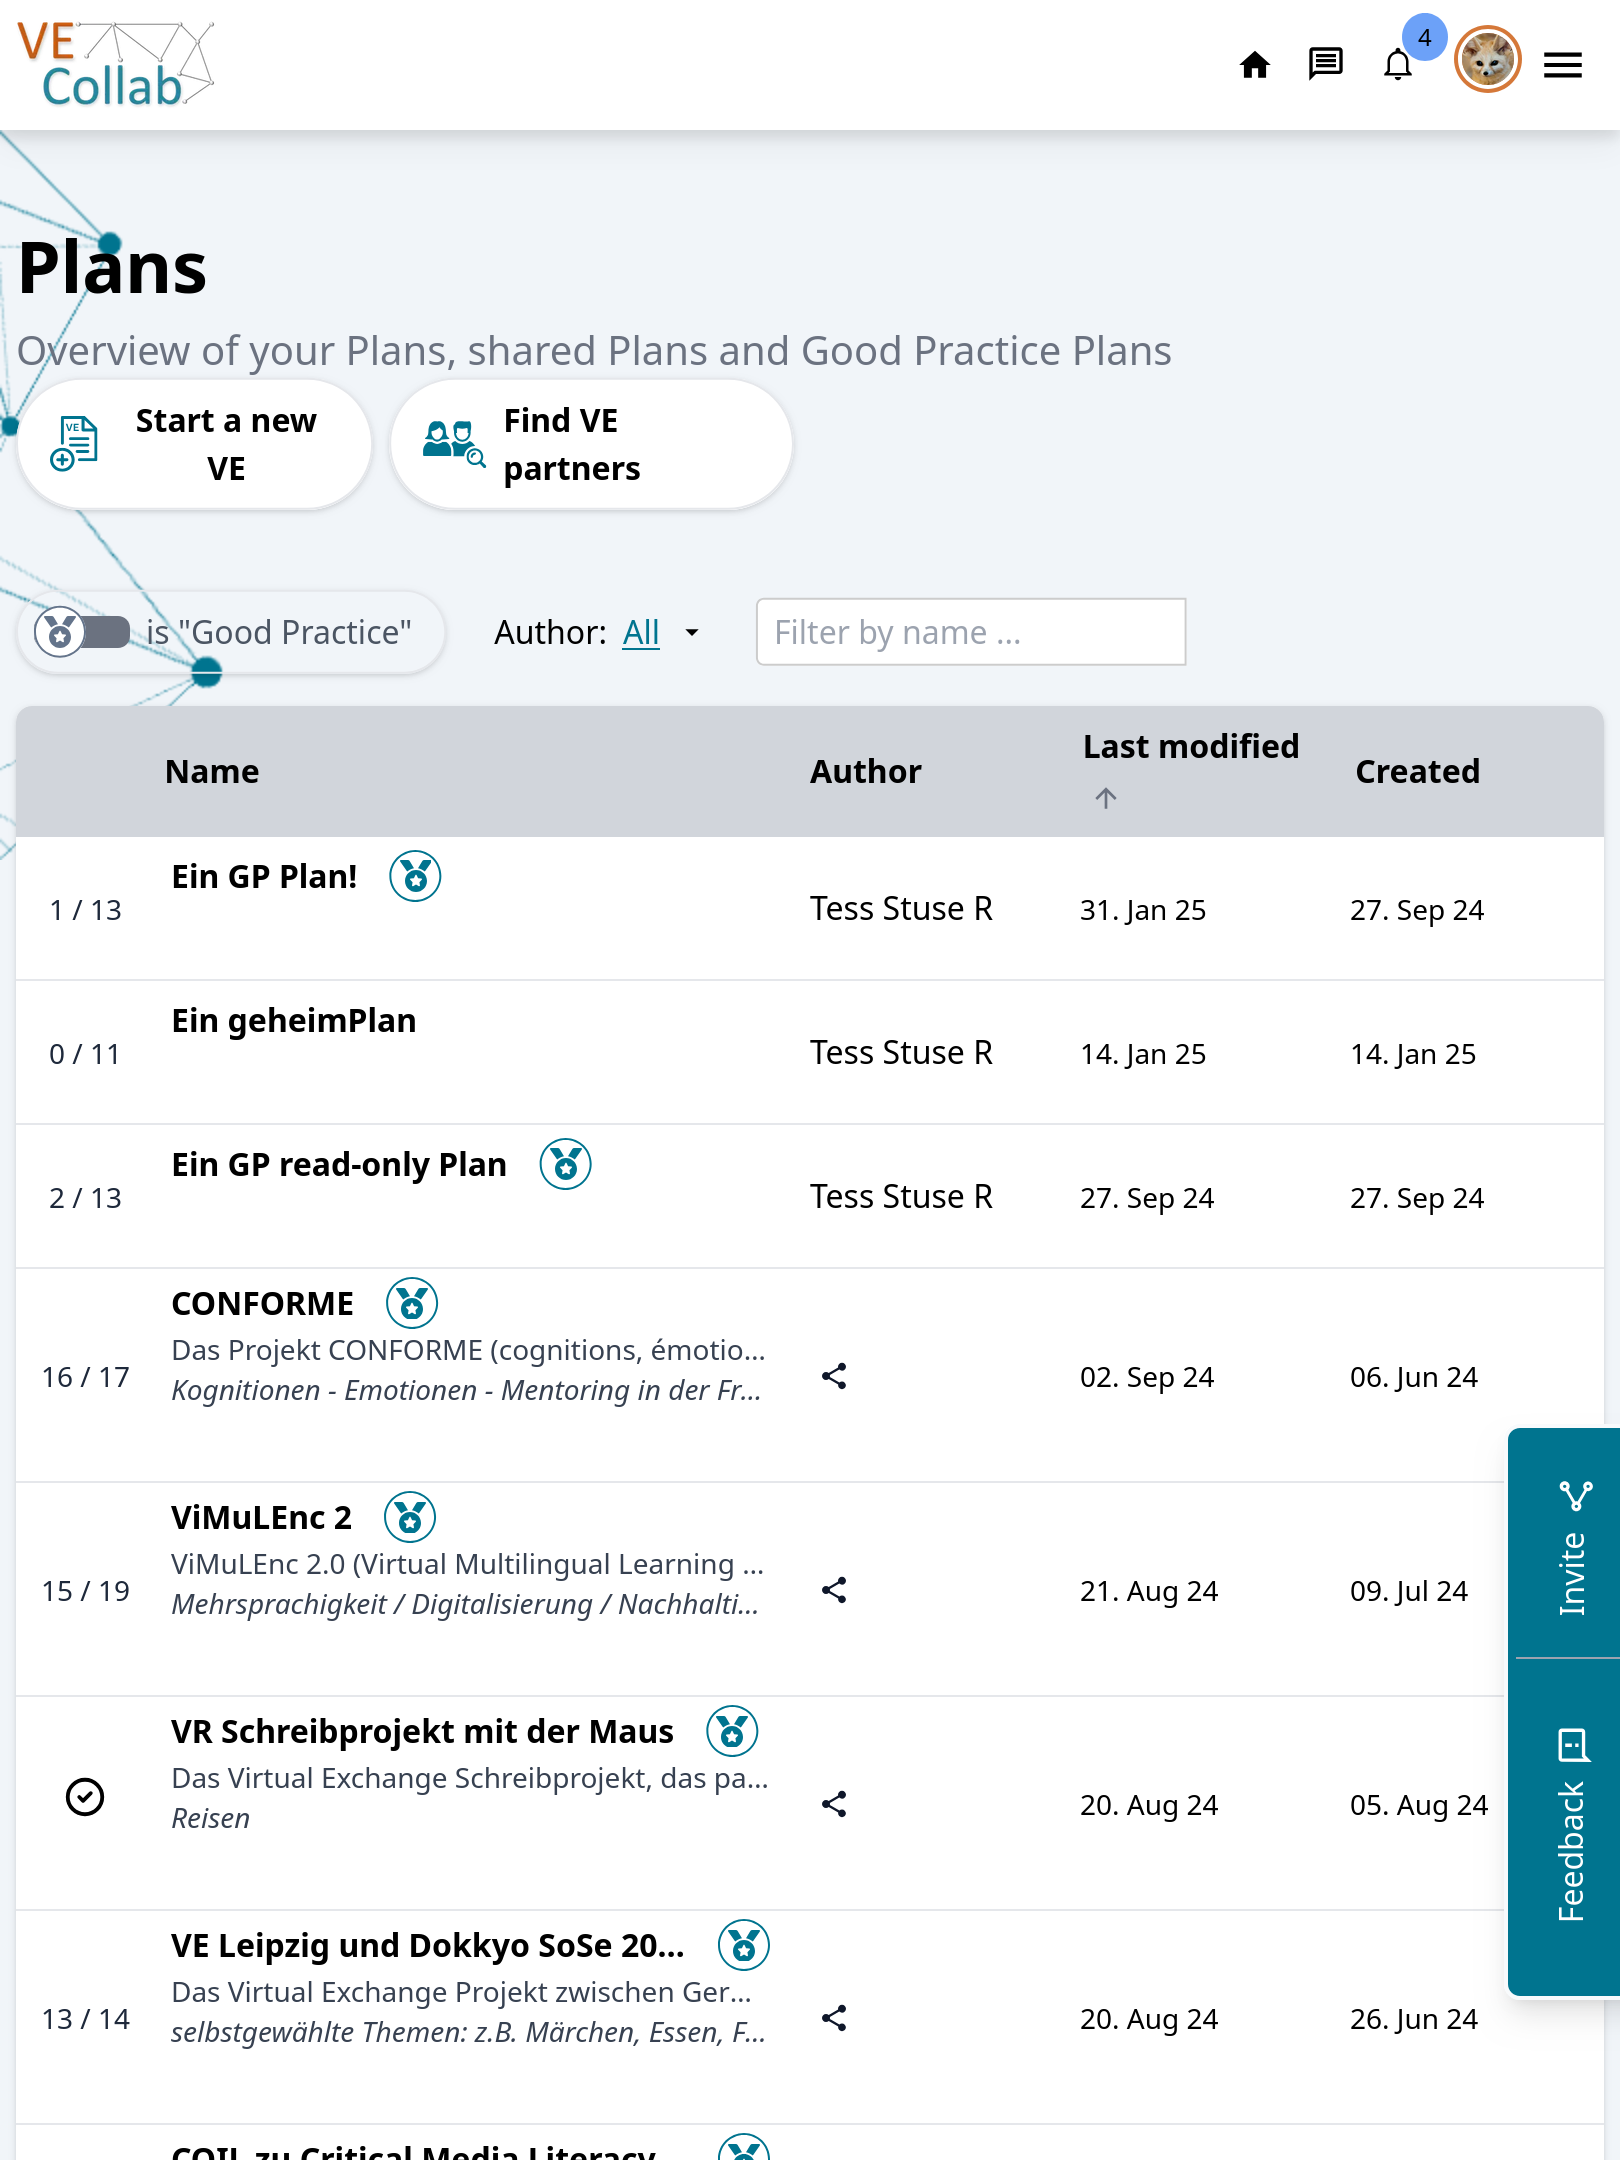 VE
Collab
4
Plans
Overview of your Plans, shared Plans and Good Practice Plans
Start a new
VE
Find VE
partners
is "Good Practice"
Author: All
Filter by name ...
Name
Author
Last modified
Created
Ein GP Plan!
1 / 13
Tess Stuse R
31. Jan 25
27. Sep 24
Ein geheimPlan
0 / 11
Tess Stuse R
14. Jan 25
14. Jan 25
Ein GP read-only Plan
2 / 13
Tess Stuse R
27. Sep 24
27. Sep 24
CONFORME
Das Projekt CONFORME (cognitions, émotio...
Kognitionen - Emotionen - Mentoring in der Fr...
16 / 17
02. Sep 24
06. Jun 24
ViMuLEnc 2
ViMuLEnc 2.0 (Virtual Multilingual Learning ...
Mehrsprachigkeit / Digitalisierung / Nachhalti...
15 / 19
21. Aug 24
09. Jul 24
VR Schreibprojekt mit der Maus
Das Virtual Exchange Schreibprojekt, das pa...
Reisen
20. Aug 24
05. Aug 24
VE Leipzig und Dokkyo SoSe 20...
Das Virtual Exchange Projekt zwischen Ger...
selbstgewählte Themen: z.B. Märchen, Essen, F...
13 / 14
20. Aug 24
26. Jun 24
COIL zu Critical Media Literacy
Invite
Feedback
VE